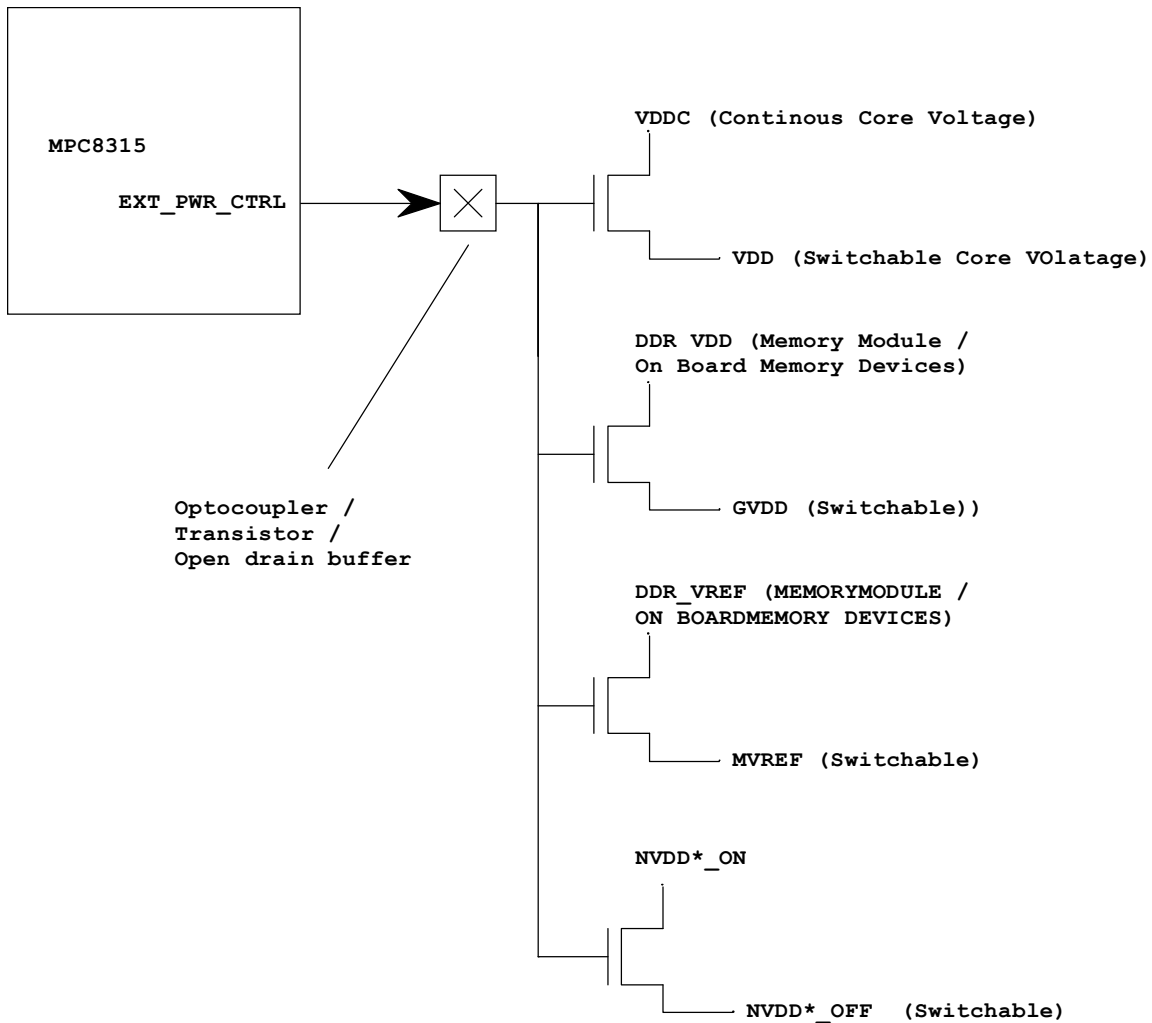 VDDC (Continous Core Voltage)
MPC8315
EXT_PWR_CTRL
VDD (Switchable Core VOlatage)
DDR VDD (Memory Module /
On Board Memory Devices)
Optocoupler /
Transistor /
Open drain buffer
GVDD (Switchable))
DDR_VREF (MEMORYMODULE /
ON BOARDMEMORY DEVICES)
MVREF (Switchable)
NVDD*_ON
NVDD*_OFF (Switchable)